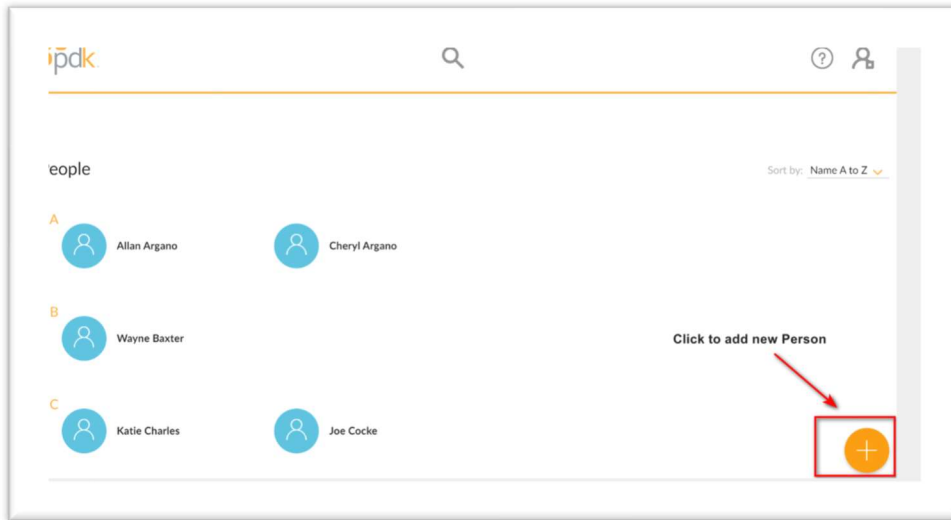 pdk.
?
eople
Sort by: Name A to Z
A
Allan Argano
Cheryl Argano
B
Wayne Baxter
Click to add new Person
C
Katie Charles
Joe Cocke